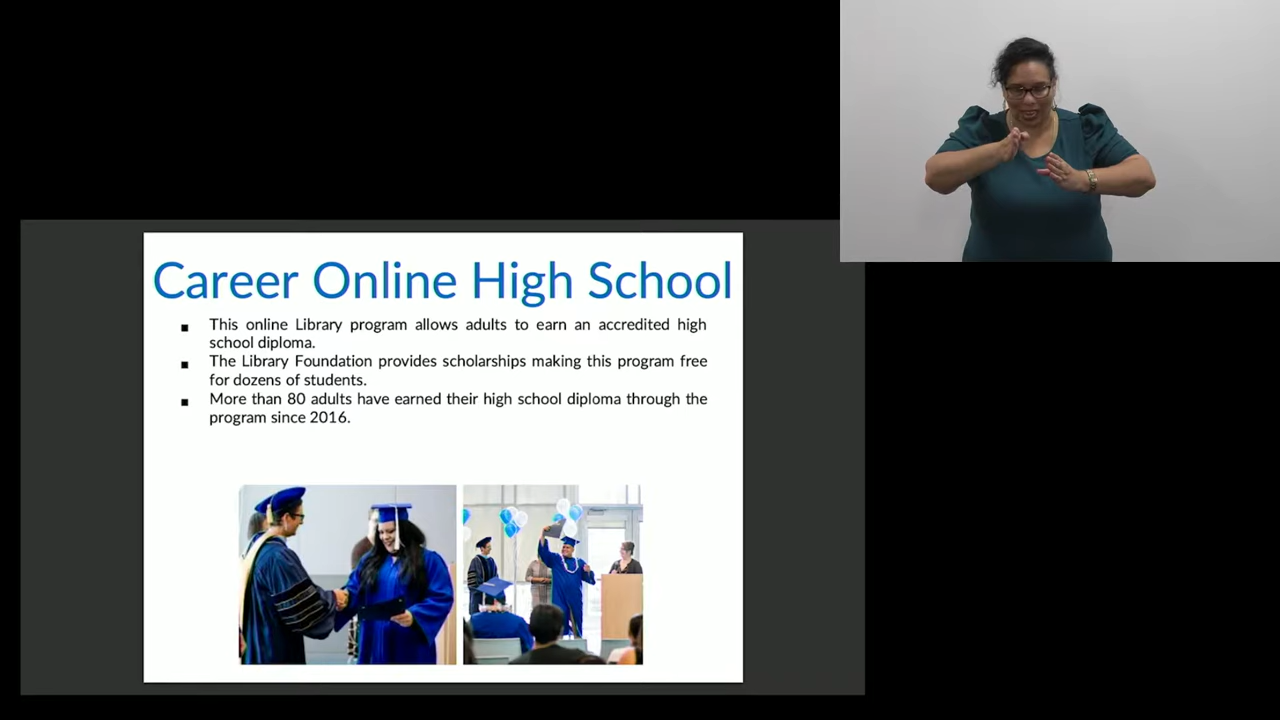 Career Online High School
▪ This online Library program allows adults to earn an accredited high
school diploma.
▪ The Library Foundation provides scholarships making this program free
for dozens of students.
▪ More than 80 adults have earned their high school diploma through the
program since 2016.